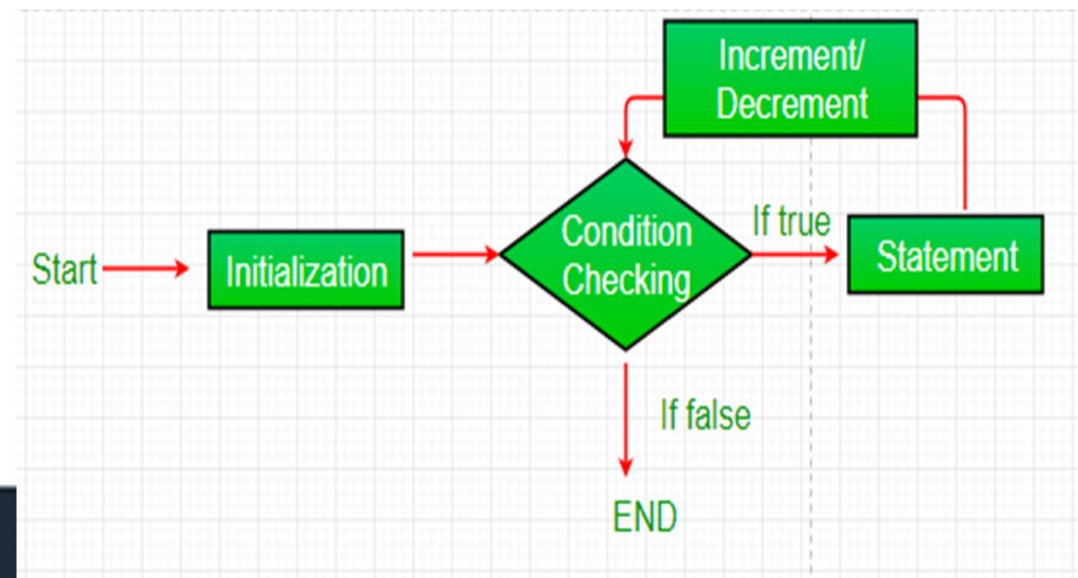 Increment/
Decrement
Start
Initialization
Condition
Checking
If true
Statement
If false
END